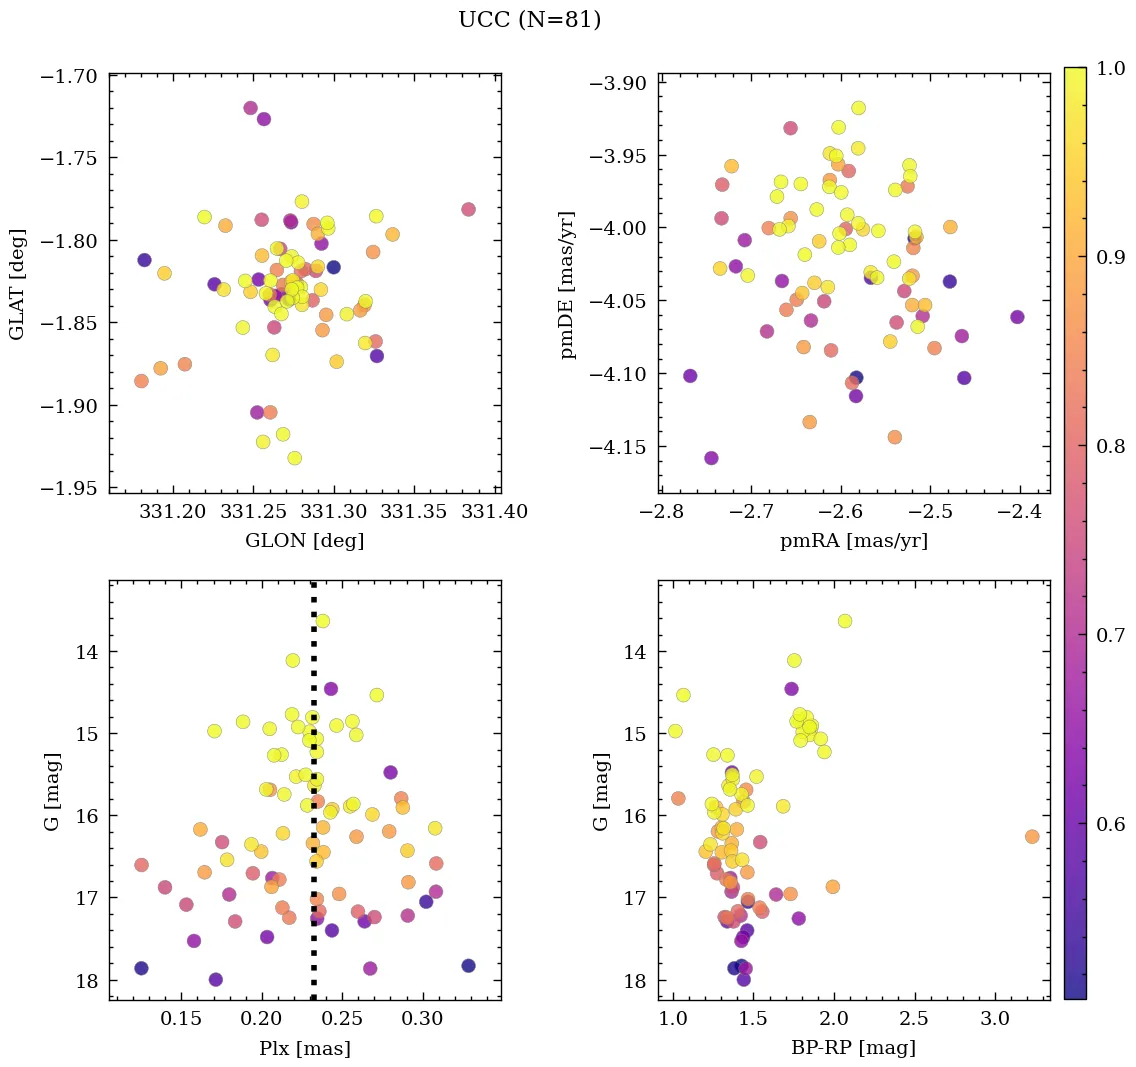 UCC (N=81)
−1.70
−1.75
−1.80
−1.85
−1.90
−1.95
GLAT [deg]
331.20 331.25 331.30 331.35 331.40
GLON [deg]
−3.90
−3.95
−4.00
−4.05
−4.10
−4.15
pmDE [mas/yr]
−2.8 −2.7 −2.6 −2.5 −2.4
pmRA [mas/yr]
1.0
0.9
0.8
0.7
0.6
14
15
16
17
18
G [mag]
0.15 0.20 0.25 0.30
Plx [mas]
14
15
16
17
18
G [mag]
1.0 1.5 2.0 2.5 3.0
BP-RP [mag]